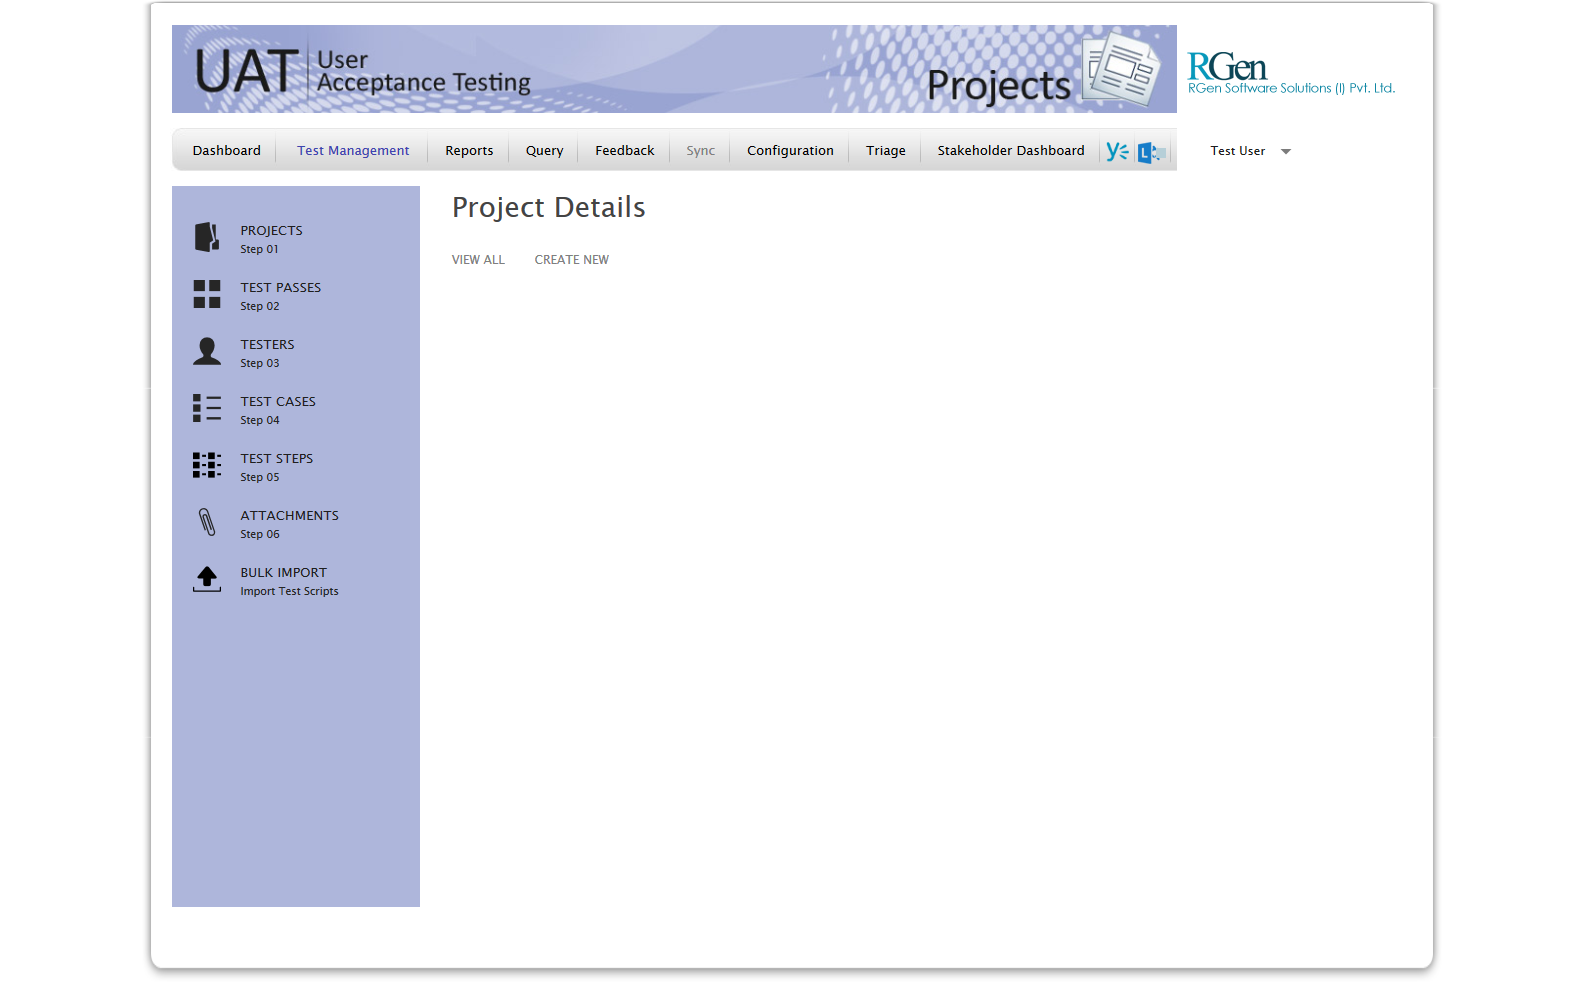 UAT
User
Acceptance Testing
Projects
RGen
RGen Software Solutions (I) Pvt. Ltd.
Dashboard
Test Management
Reports
Query
Feedback
Sync
Configuration
Triage
Stakeholder Dashboard
Test User
PROJECTS
Step 01
TEST PASSES
Step 02
TESTERS
Step 03
TEST CASES
Step 04
TEST STEPS
Step 05
ATTACHMENTS
Step 06
BULK IMPORT
Import Test Scripts
Project Details
VIEW ALL
CREATE NEW